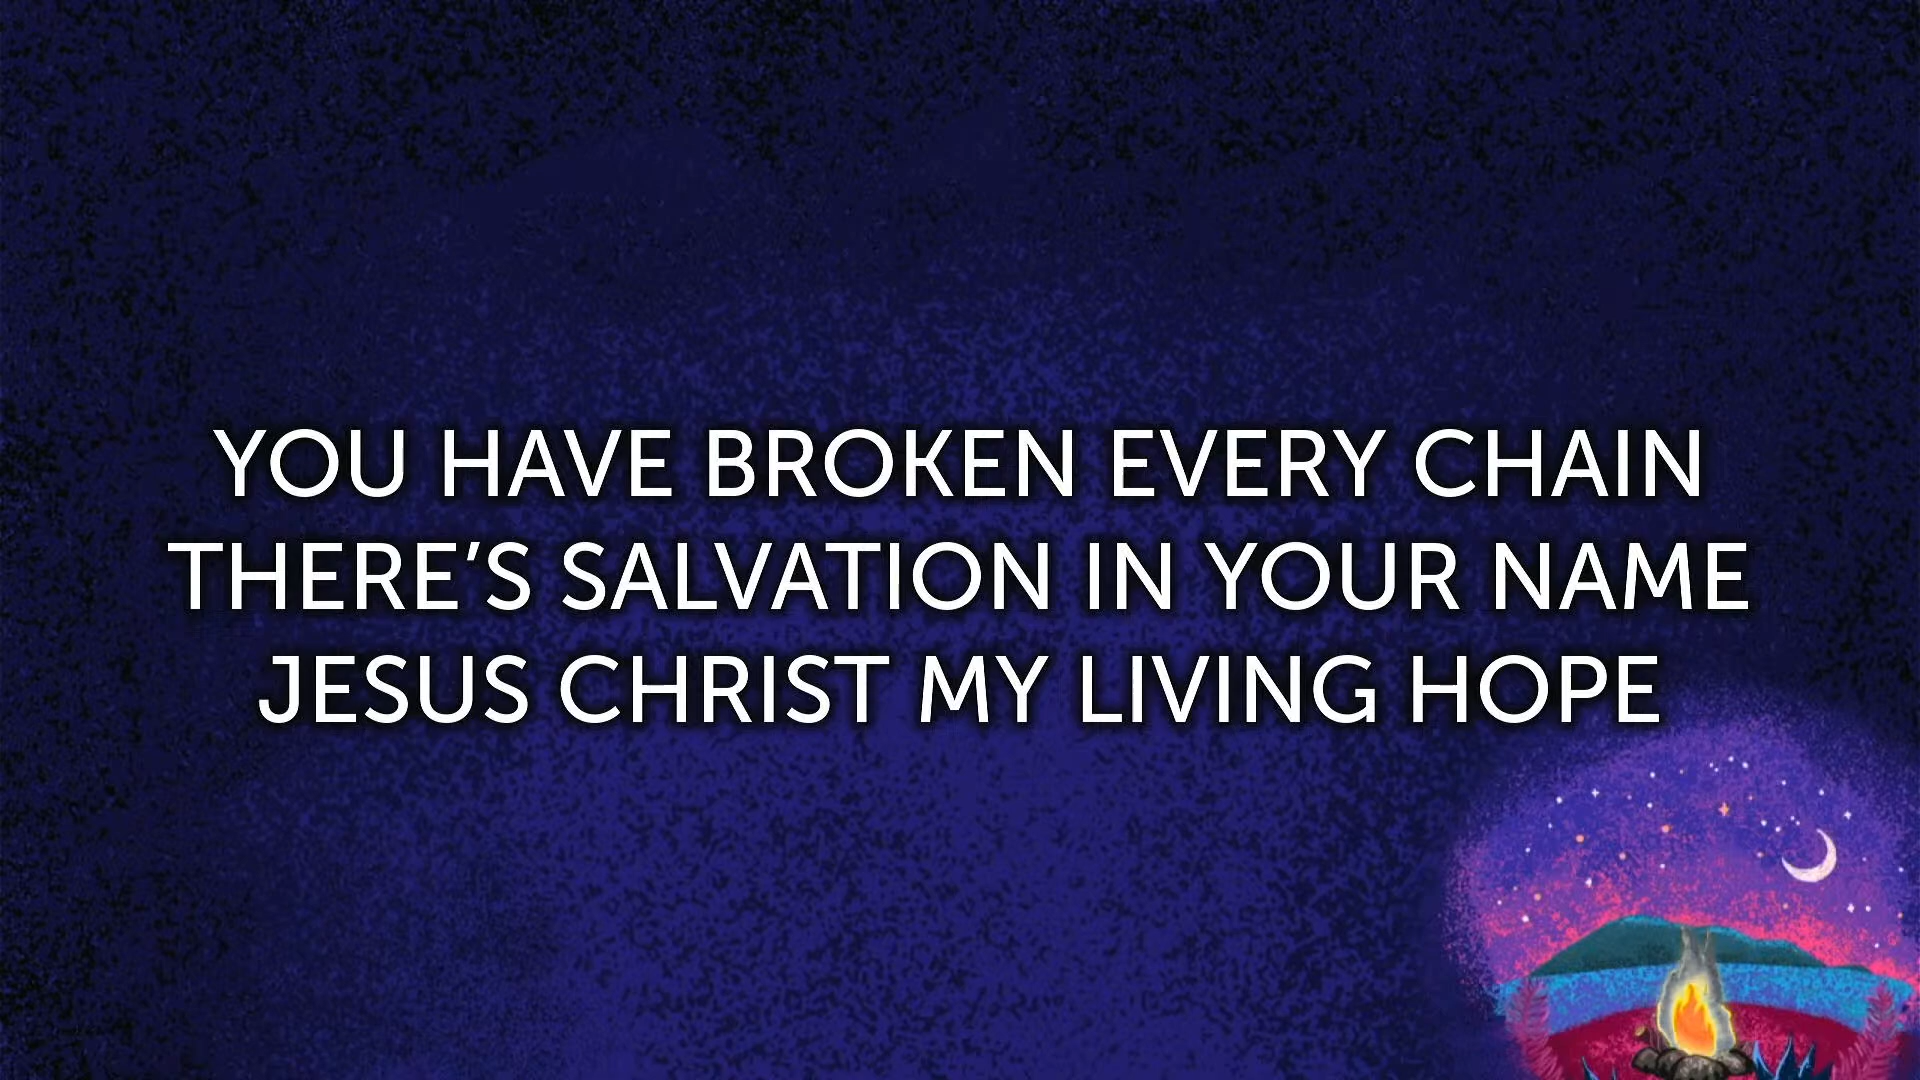 YOU HAVE BROKEN EVERY CHAIN
THERE’S SALVATION IN YOUR NAME
JESUS CHRIST MY LIVING HOPE